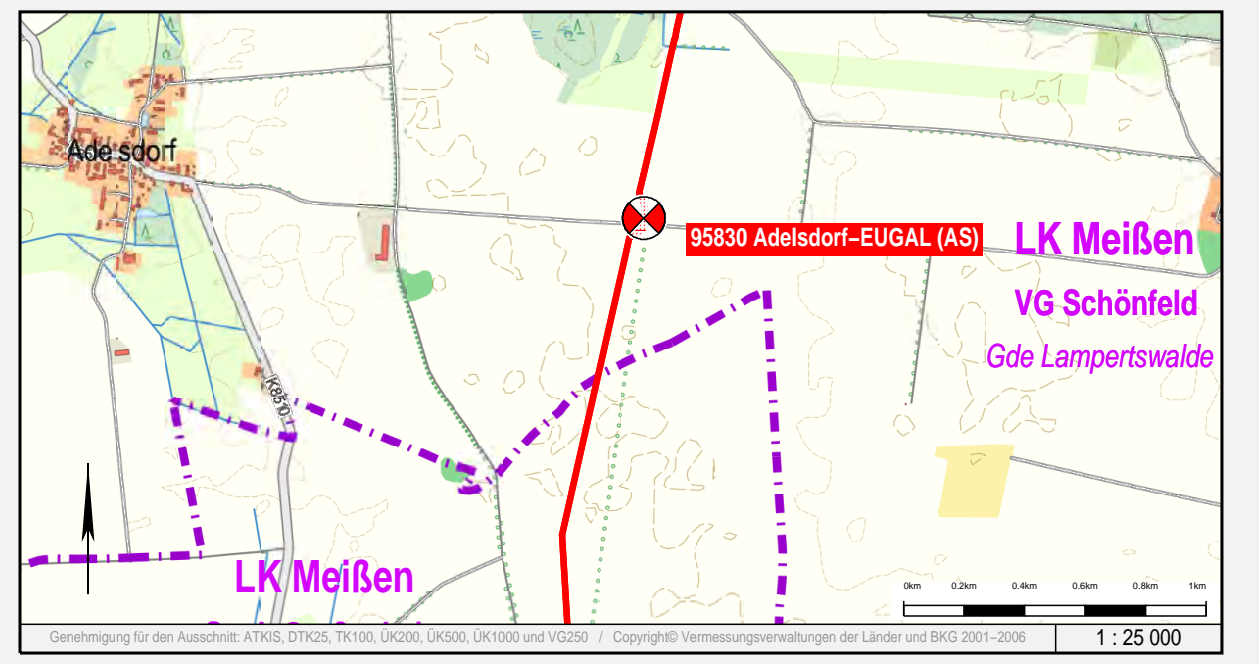 Adelsdorf
95830 Adelsdorf–EUGAL (AS)
LK Meißen
VG Schönfeld
Gde Lampertswalde
K8510
LK Meißen
0km 0.2km 0.4km 0.6km 0.8km 1km
Genehmigung für den Ausschnitt: ATKIS, DTK25, TK100, ÜK200, ÜK500, ÜK1000 und VG250 / Copyright© Vermessungsverwaltungen der Länder und BKG 2001–2006
1 : 25 000